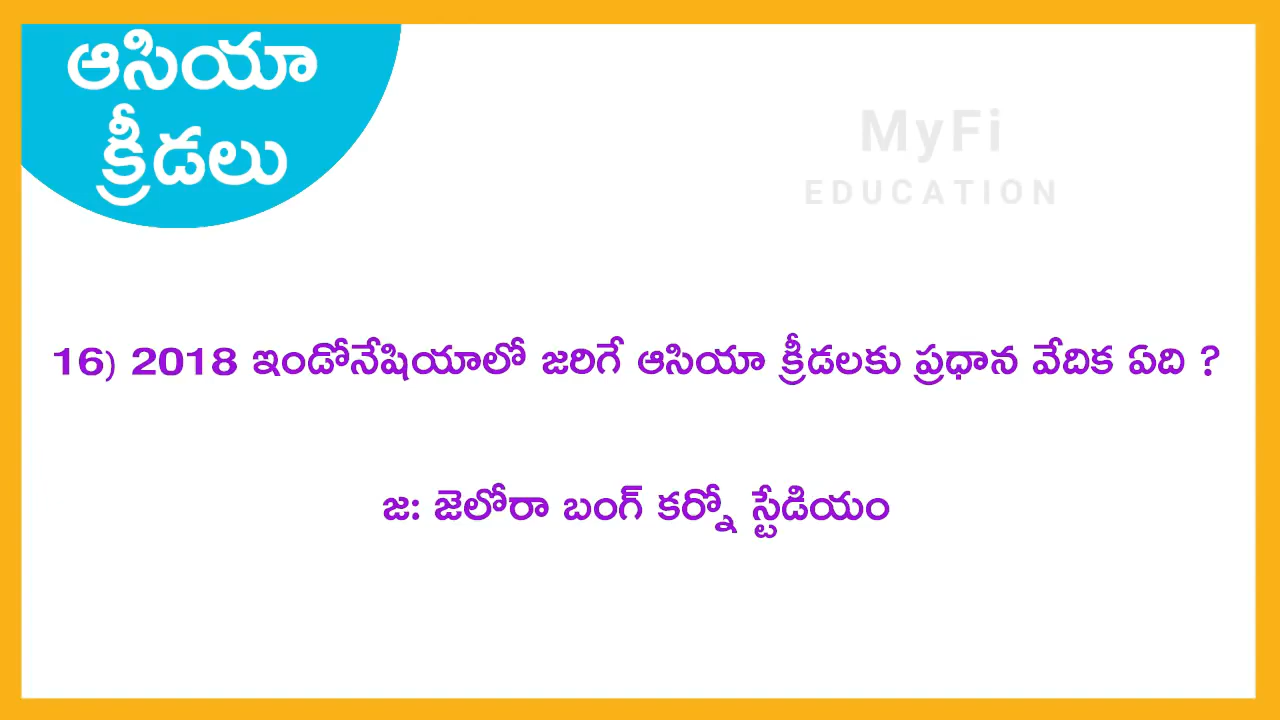 ఆసియా
క్రీడలు
MyFi
EDUCATION
16) 2018 ఇండోనేషియాలో జరిగే ఆసియా క్రీడలకు ప్రధాన వేదిక ఏది ?
జ: జెలోరా బంగ్ కర్నో స్టేడియం